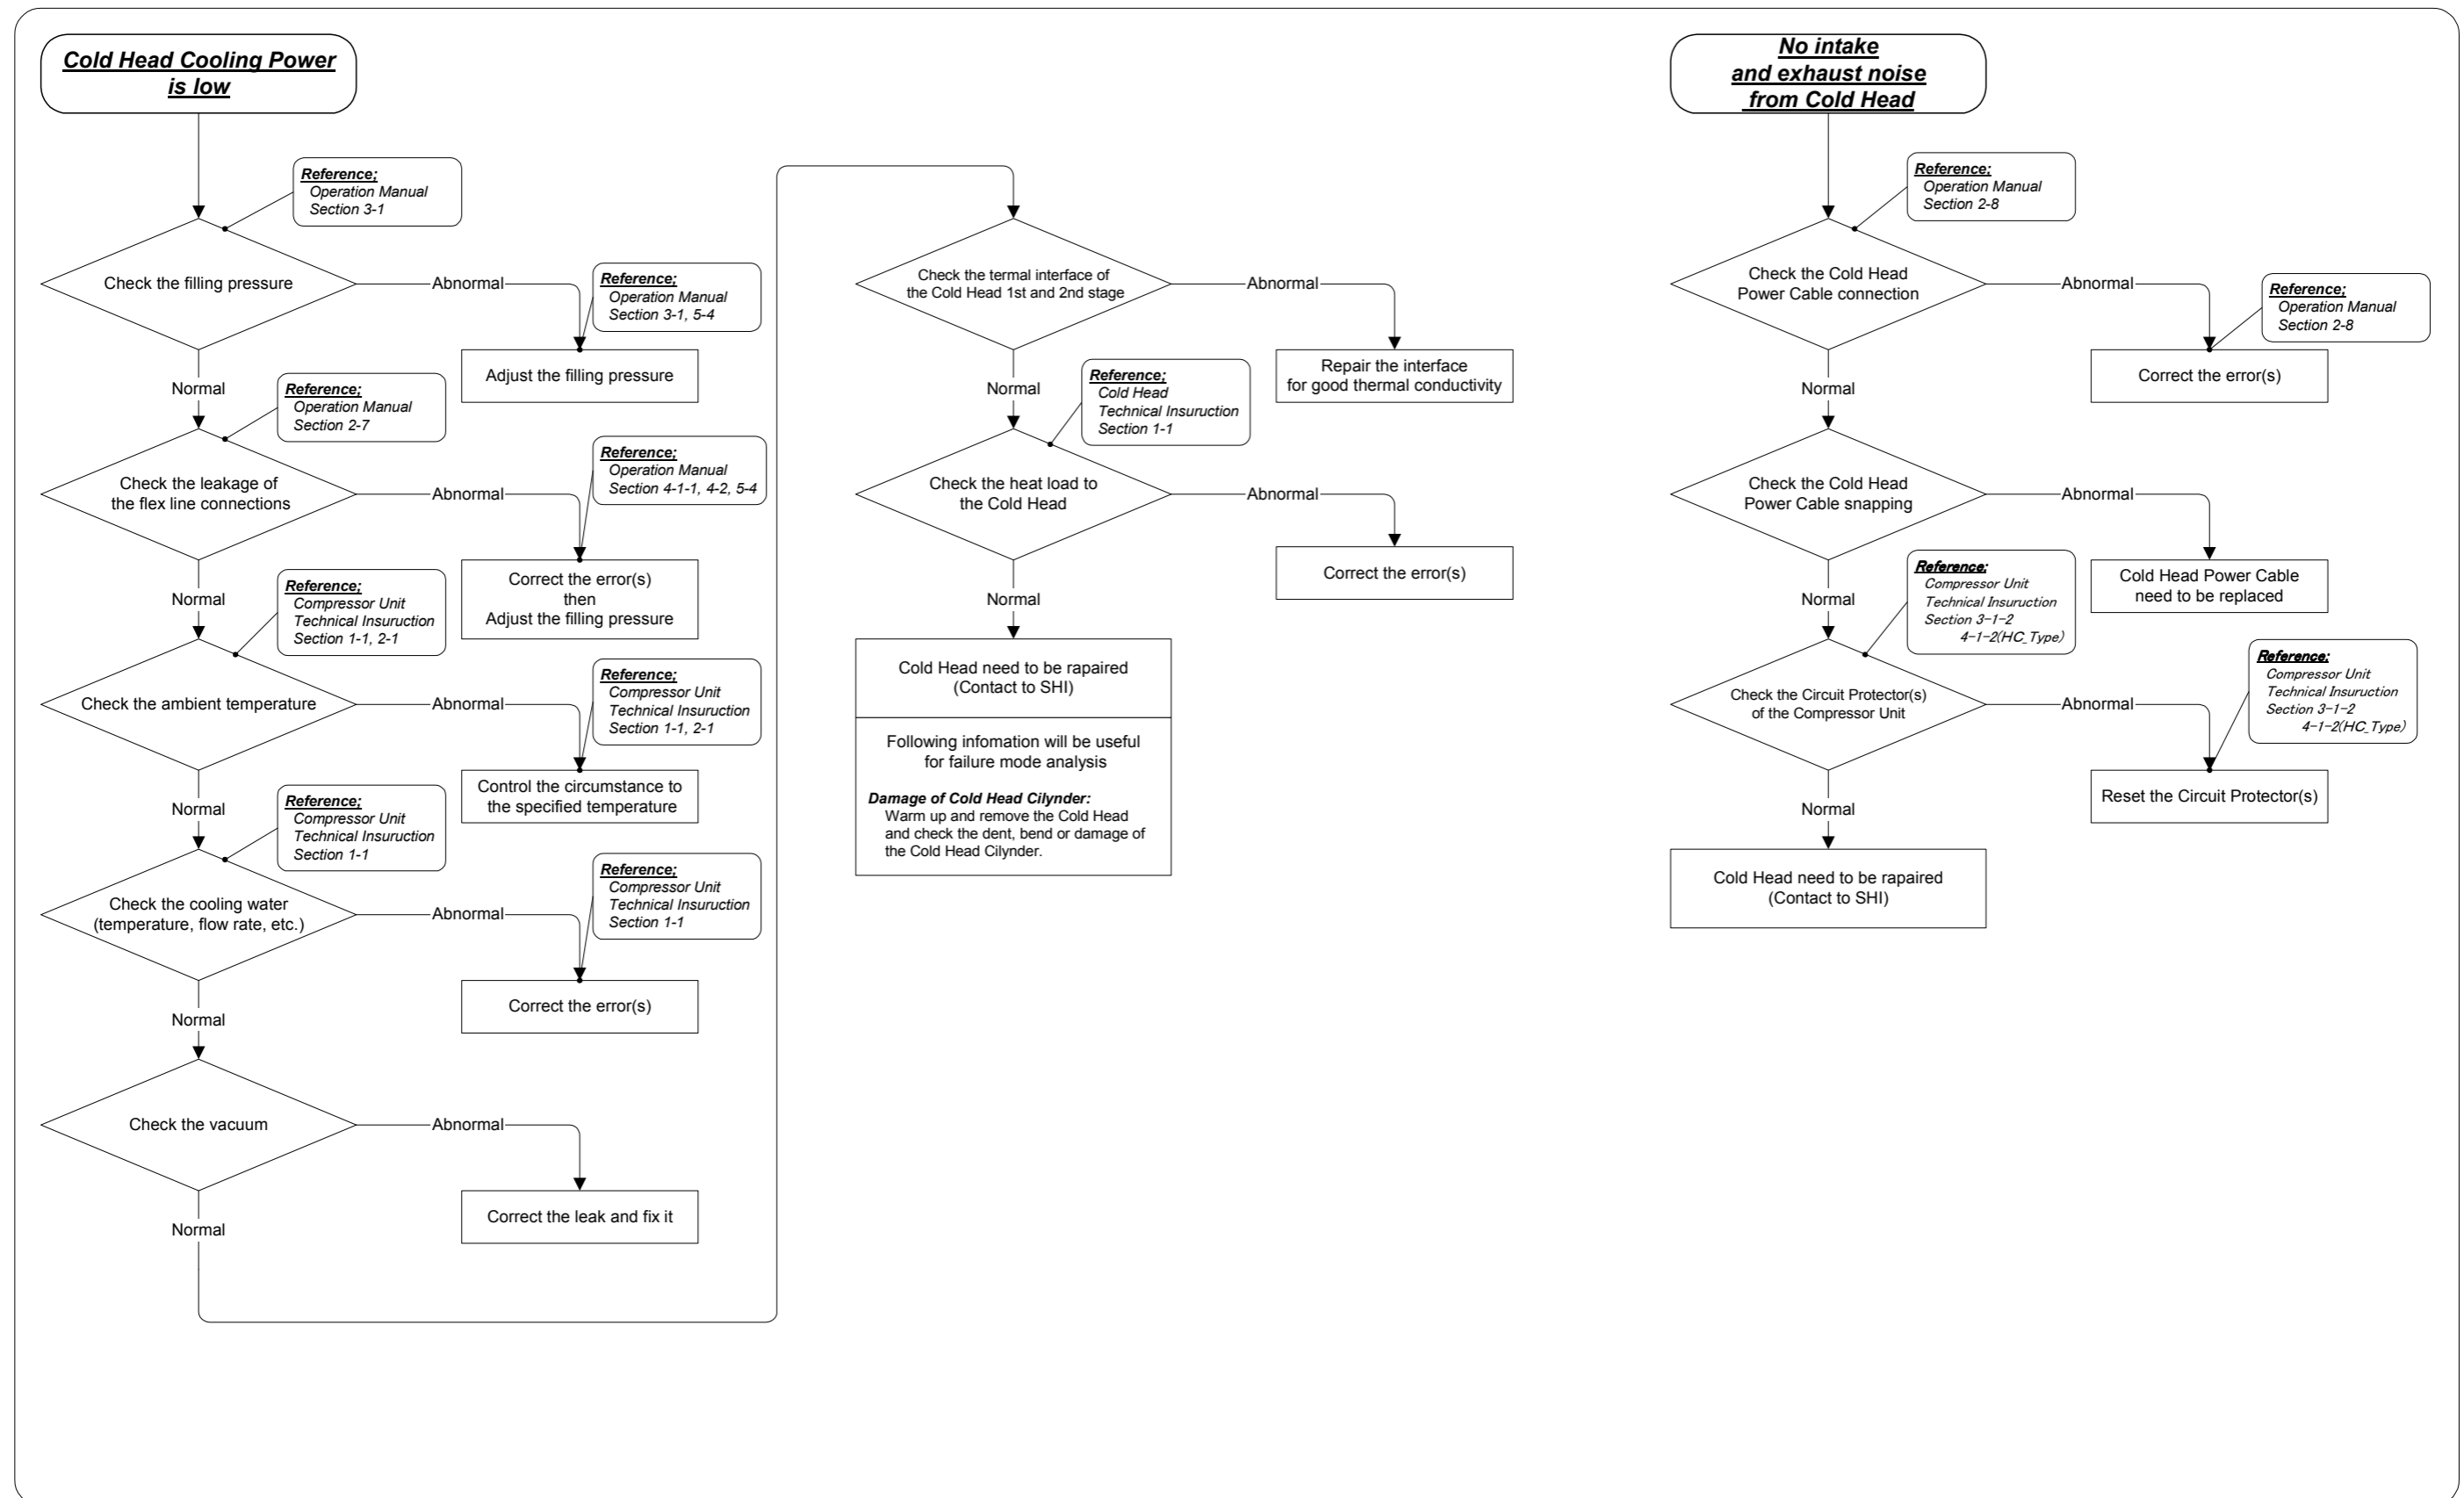 Cold Head Cooling Power
is low
Reference;
Operation Manual
Section 3-1
Check the filling pressure
Abnormal
Reference;
Operation Manual
Section 3-1, 5-4
Adjust the filling pressure
Normal
Reference;
Operation Manual
Section 2-7
Check the leakage of
the flex line connections
Abnormal
Reference;
Operation Manual
Section 4-1-1, 4-2, 5-4
Correct the error(s)
then
Adjust the filling pressure
Normal
Reference;
Compressor Unit
Technical Insuruction
Section 1-1, 2-1
Check the ambient temperature
Abnormal
Reference;
Compressor Unit
Technical Insuruction
Section 1-1, 2-1
Control the circumstance to
the specified temperature
Normal
Reference;
Compressor Unit
Technical Insuruction
Section 1-1
Check the cooling water
(temperature, flow rate, etc.)
Abnormal
Reference;
Compressor Unit
Technical Insuruction
Section 1-1
Correct the error(s)
Normal
Check the vacuum
Abnormal
Correct the leak and fix it
Normal
Check the termal interface of
the Cold Head 1st and 2nd stage
Abnormal
Repair the interface
for good thermal conductivity
Normal
Reference;
Cold Head
Technical Insuruction
Section 1-1
Check the heat load to
the Cold Head
Abnormal
Correct the error(s)
Normal
Cold Head need to be rapaired
(Contact to SHI)
Following infomation will be useful
for failure mode analysis
Damage of Cold Head Cilynder:
Warm up and remove the Cold Head
and check the dent, bend or damage of
the Cold Head Cilynder.
No intake
and exhaust noise
from Cold Head
Reference;
Operation Manual
Section 2-8
Check the Cold Head
Power Cable connection
Abnormal
Reference;
Operation Manual
Section 2-8
Correct the error(s)
Normal
Check the Cold Head
Power Cable snapping
Abnormal
Cold Head Power Cable
need to be replaced
Normal
Reference;
Compressor Unit
Technical Insuruction
Section 3-1-2
4-1-2(HC_Type)
Check the Circuit Protector(s)
of the Compressor Unit
Abnormal
Reference;
Compressor Unit
Technical Insuruction
Section 3-1-2
4-1-2(HC_Type)
Reset the Circuit Protector(s)
Normal
Cold Head need to be rapaired
(Contact to SHI)